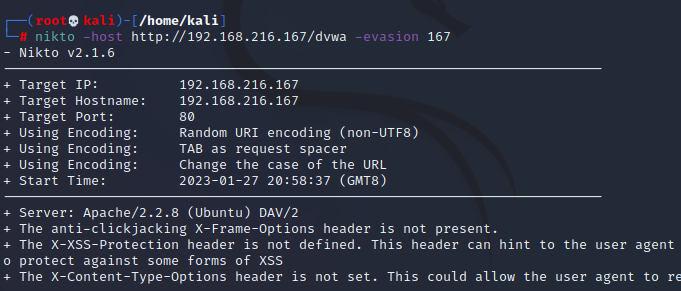 (root💀kali)-[/home/kali]
# nikto -host http://192.168.216.167/dvwa -evasion 167
- Nikto v2.1.6
+ Target IP: 192.168.216.167
+ Target Hostname: 192.168.216.167
+ Target Port: 80
+ Using Encoding: Random URI encoding (non-UTF8)
+ Using Encoding: TAB as request spacer
+ Using Encoding: Change the case of the URL
+ Start Time: 2023-01-27 20:58:37 (GMT8)
+ Server: Apache/2.2.8 (Ubuntu) DAV/2
+ The anti-clickjacking X-Frame-Options header is not present.
+ The X-XSS-Protection header is not defined. This header can hint to the user agent
o protect against some forms of XSS
+ The X-Content-Type-Options header is not set. This could allow the user agent to re